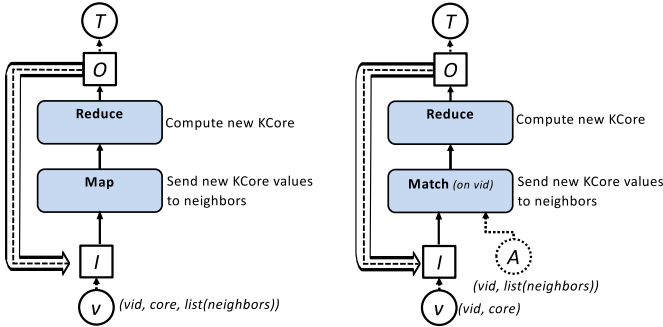 T
O
Reduce
Compute new KCore
Map
Send new KCore values
to neighbors
I
v
(vid, core, list(neighbors))
T
O
Reduce
Compute new KCore
Match (on vid)
Send new KCore values
to neighbors
I
A
(vid, list(neighbors))
v
(vid, core)